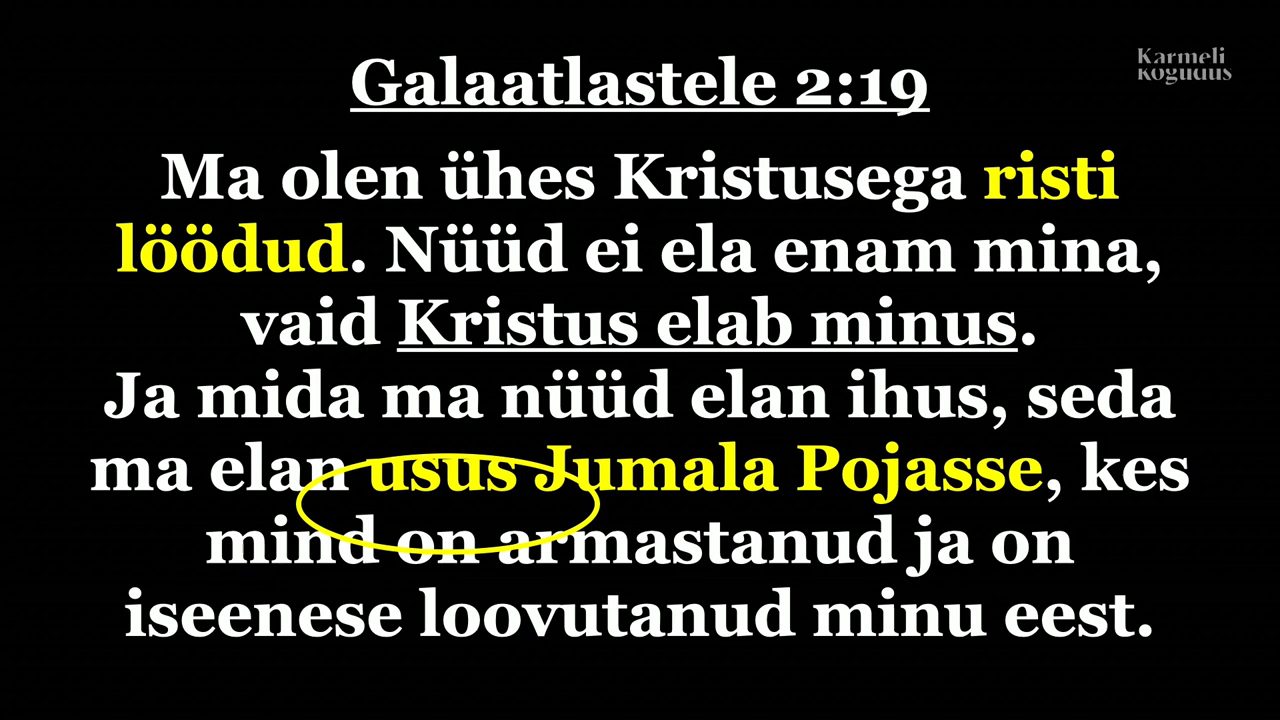 Karmeli
Kogudus
Galaatlastele 2:19
Ma olen ühes Kristusega risti
löödud. Nüüd ei ela enam mina,
vaid Kristus elab minus.
Ja mida ma nüüd elan ihus, seda
ma elan usus Jumala Pojasse, kes
mind on armastanud ja on
iseenese loovutanud minu eest.